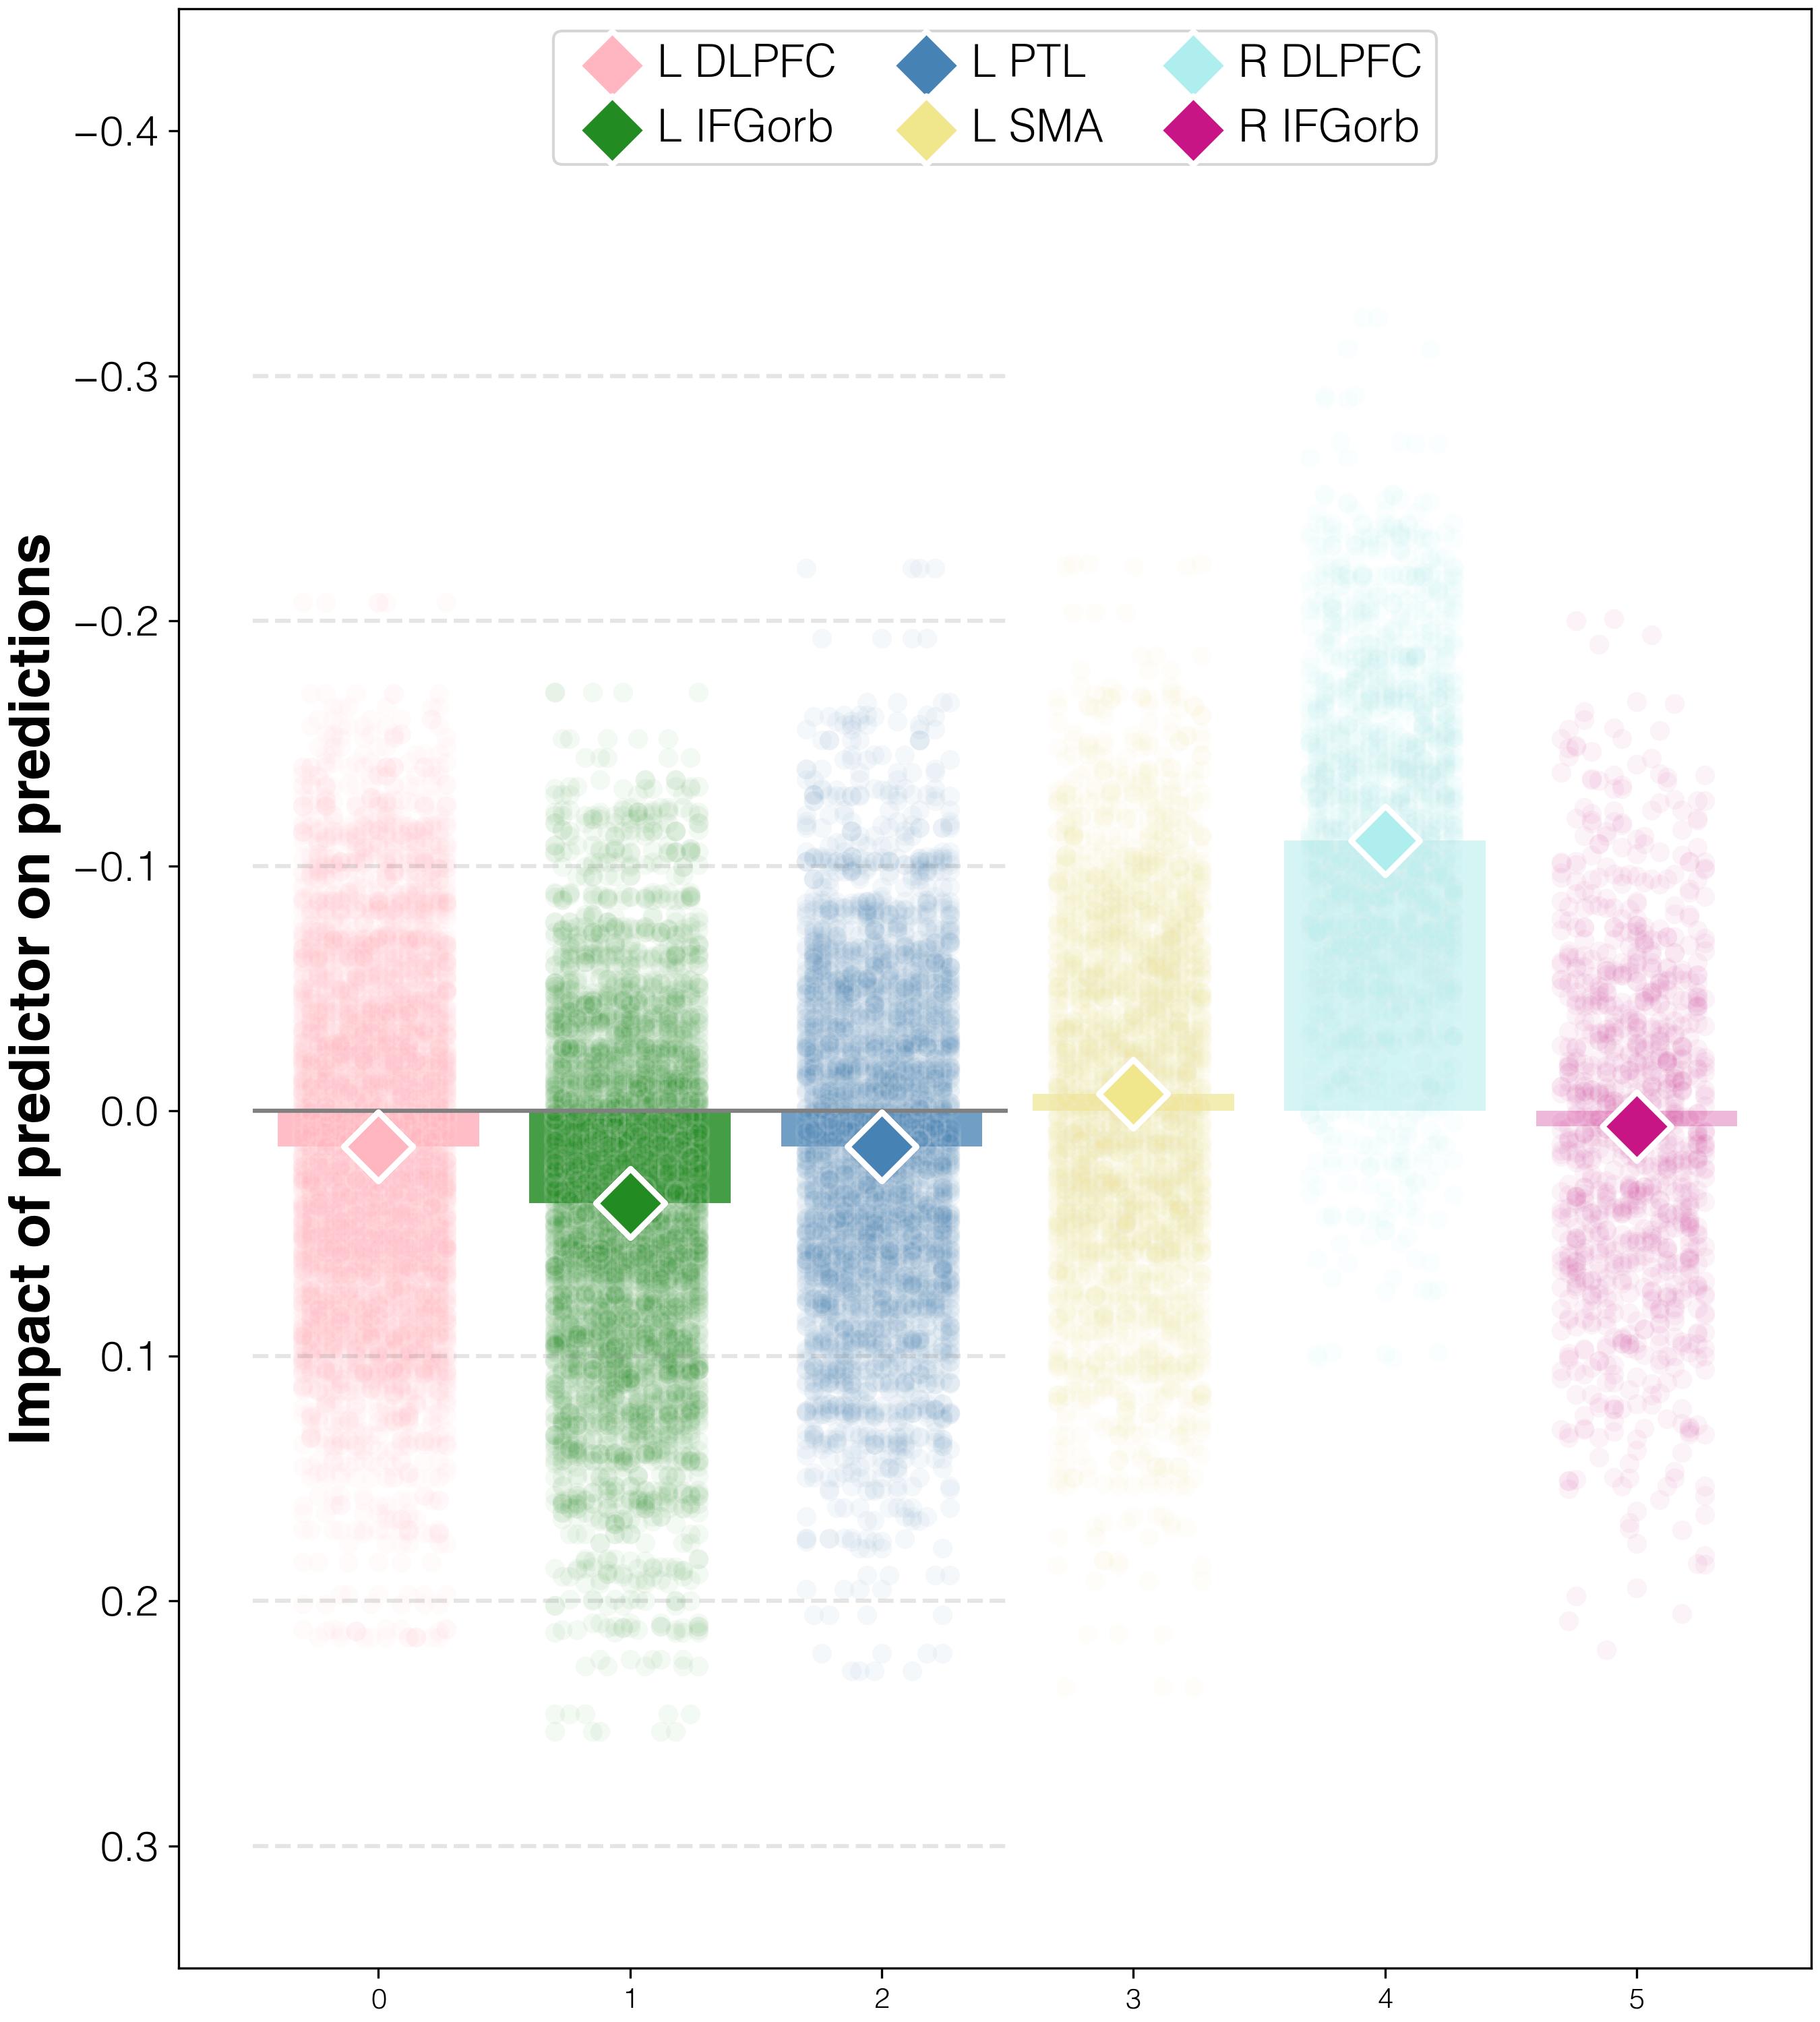 L DLPFC L PTL R DLPFC
L IFGorb L SMA R IFGorb
Impact of predictor on predictions
−0.4
−0.3
−0.2
−0.1
0.0
0.1
0.2
0.3
0 1 2 3 4 5